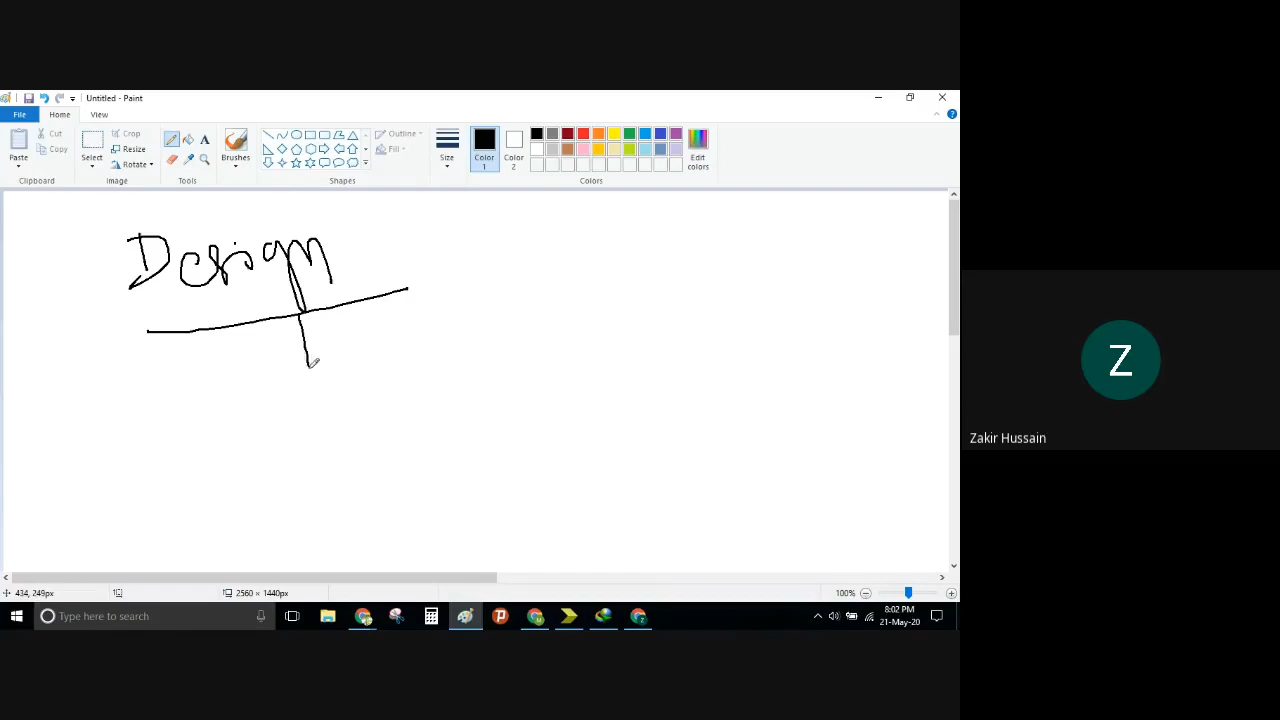 Untitled - Paint
File Home View
Paste Cut Copy Select Crop Resize Rotate Brushes Outline Fill Size Color 1 Color 2 Edit colors
Clipboard Image Tools Shapes Colors
Design
Z
Zakir Hussain
434, 249px 2560 × 1440px 100%
Type here to search
8:02 PM
21-May-20